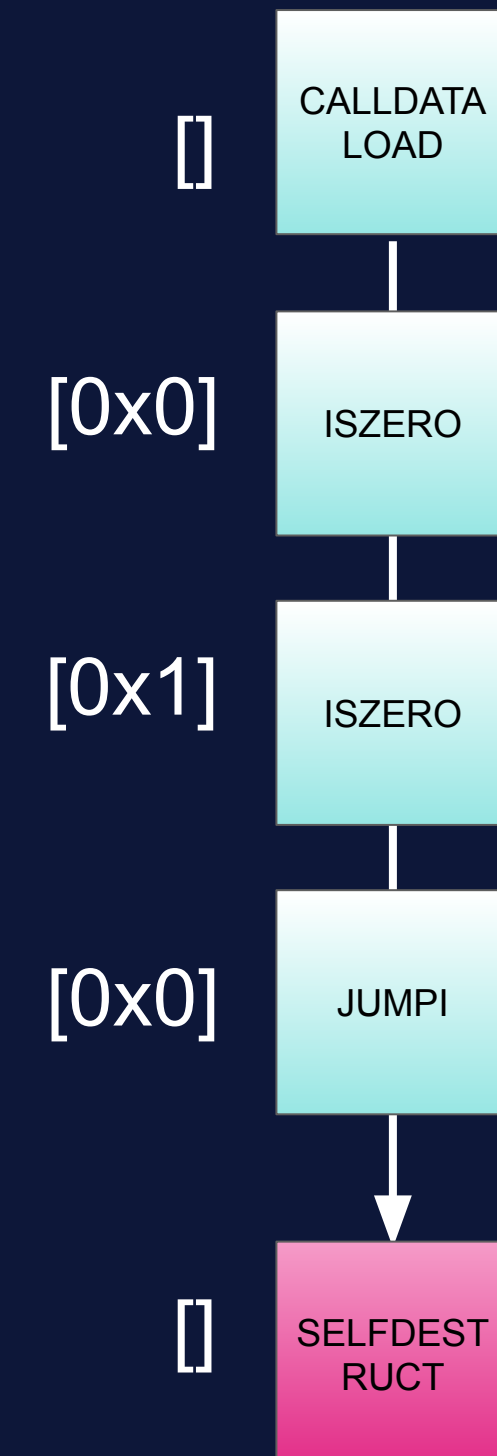 CALLDATA
LOAD
[]
[0x0]
ISZERO
[0x1]
ISZERO
[0x0]
JUMPI
[]
SELFDEST
RUCT